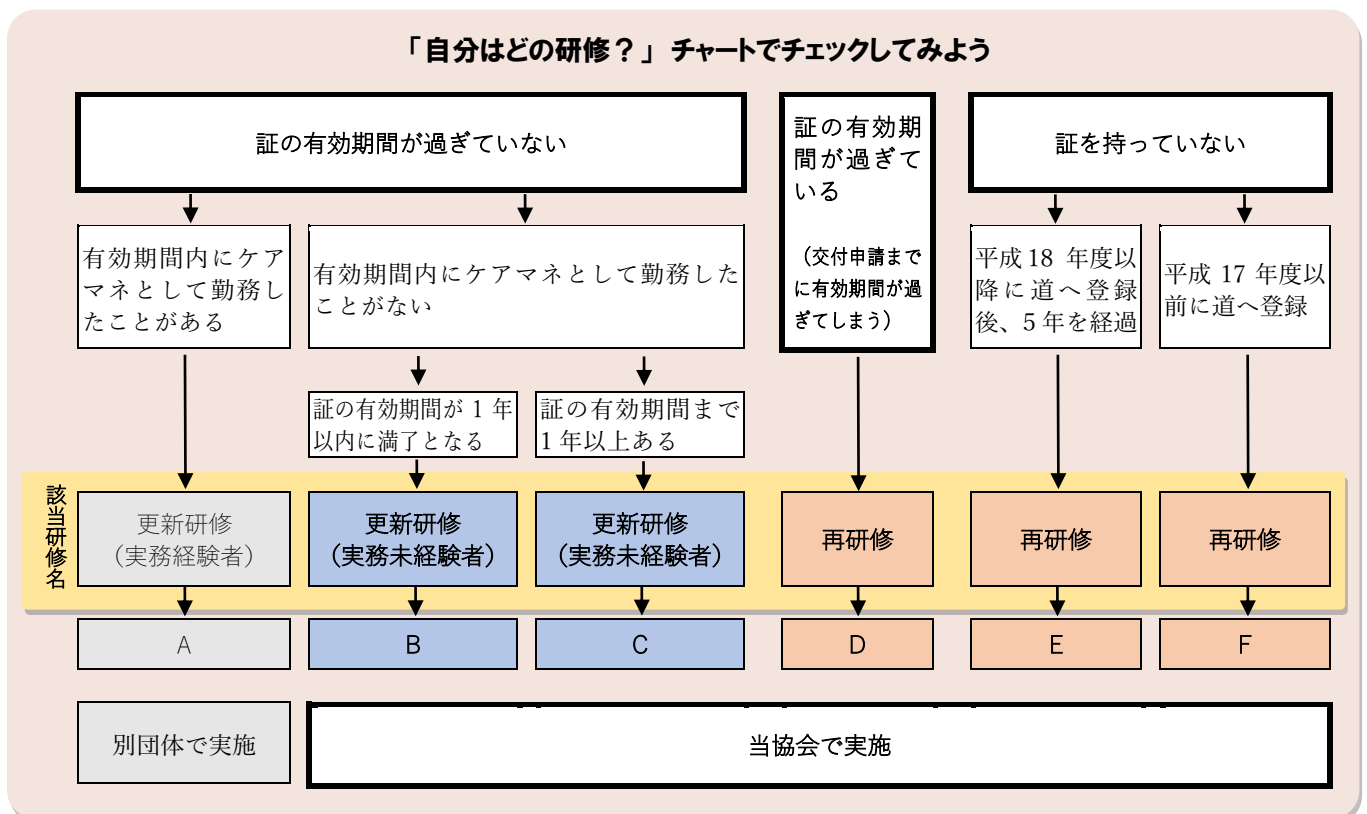 「自分はどの研修？」 チャートでチェックしてみよう
証の有効期間が過ぎていない
証の有効期
間が過ぎて
いる
（交付申請まで
に有効期間が過
ぎてしまう）
証を持っていない
有効期間内にケア
マネとして勤務し
たことがある
有効期間内にケアマネとして勤務した
ことがない
平成 18 年度以
降に道へ登録
後、5 年を経過
平成 17 年度以
前に道へ登録
証の有効期間が 1 年
以内に満了となる
証の有効期間まで
1 年以上ある
該当研修名
更新研修
（実務経験者）
更新研修
（実務未経験者）
更新研修
（実務未経験者）
再研修
再研修
再研修
A
B
C
D
E
F
別団体で実施
当協会で実施